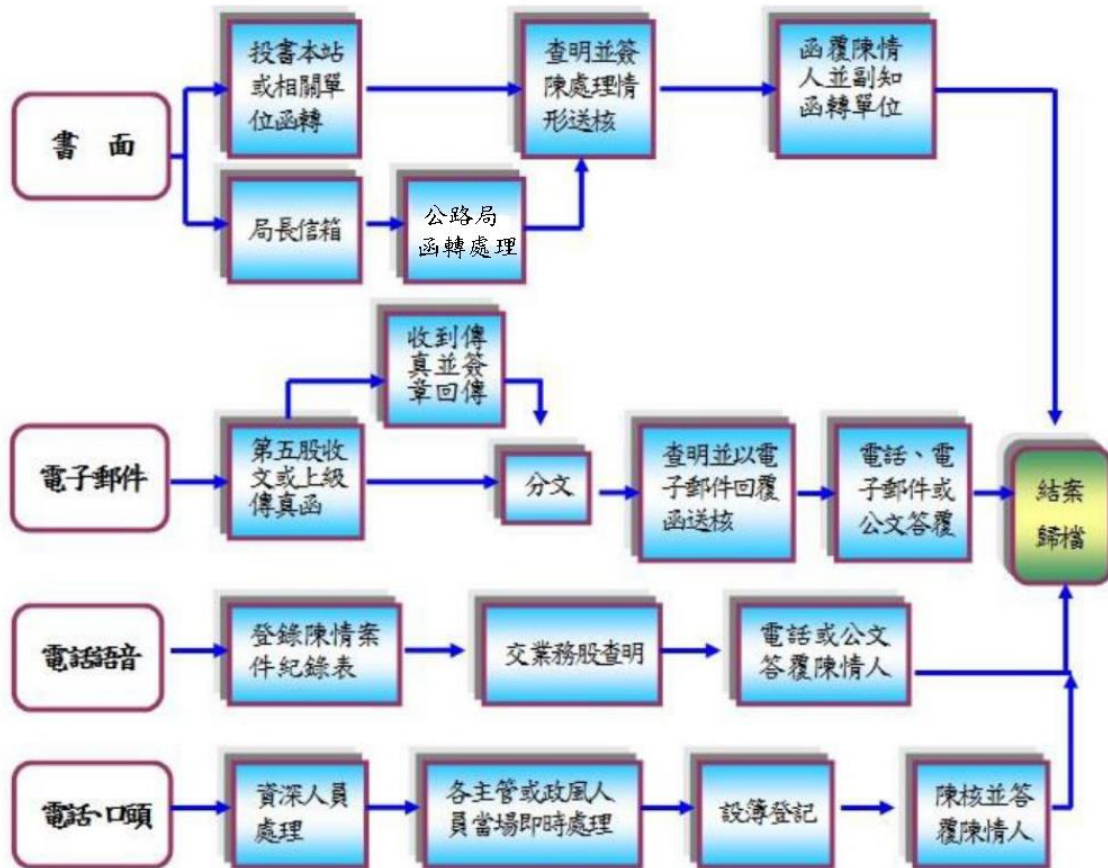 書 面
投書本站
或相關單
位函轉
查明並簽
陳處理情
形送核
函覆陳情
人並副知
函轉單位
局長信箱
公路局
函轉處理
電子郵件
收到傳
真並簽
章回傳
第五股收
文或上級
傳真函
分文
查明並以電
子郵件回覆
函送核
電話、電
子郵件或
公文答覆
結案
歸檔
電話語音
登錄陳情案
件紀錄表
交業務股查明
電話或公文
答覆陳情人
電話、口頭
資深人員
處理
各主管或政風人
員當場即時處理
設簿登記
陳核並答
覆陳情人